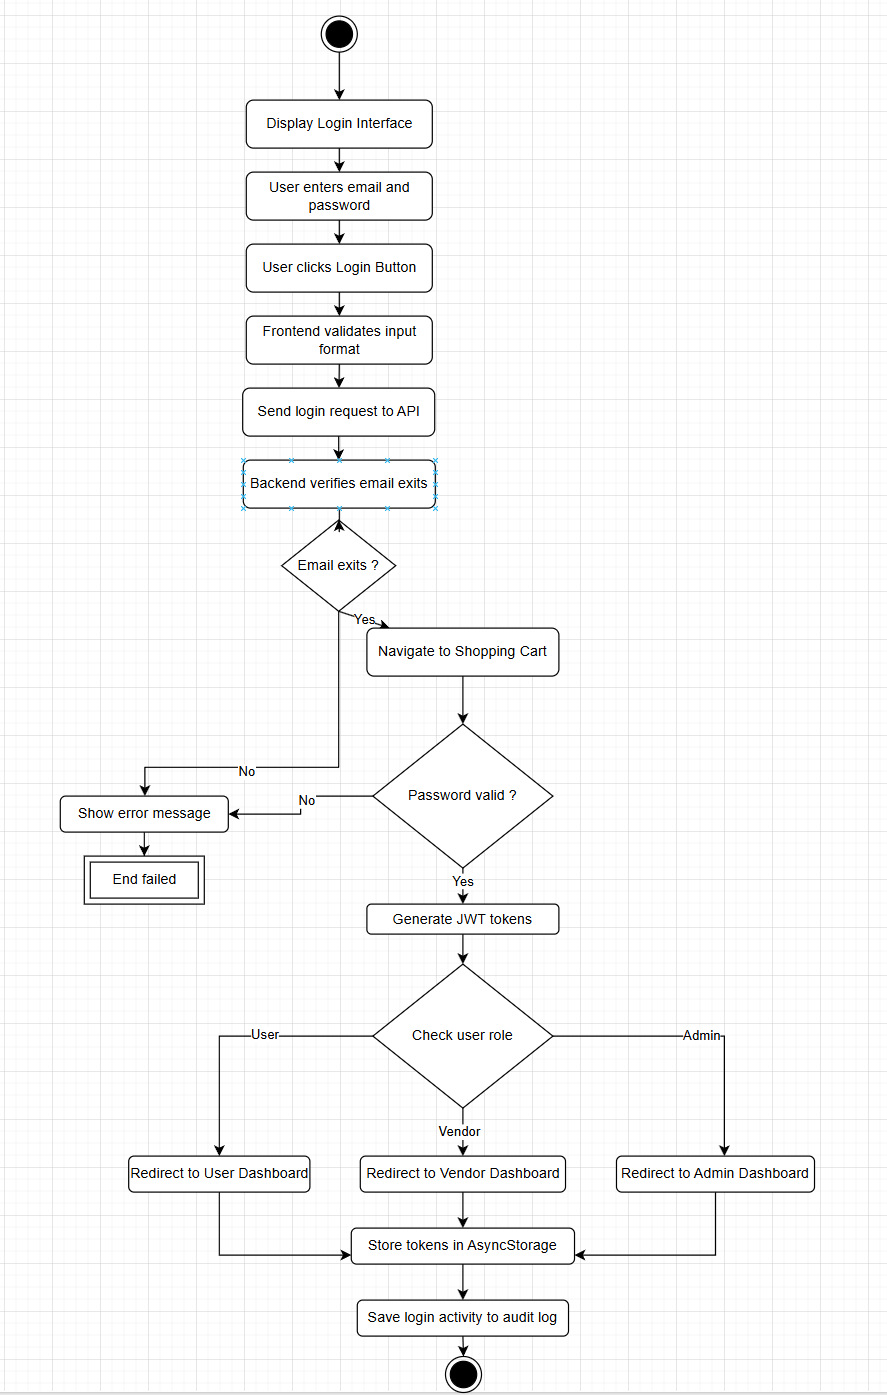 Display Login Interface
User enters email and
password
User clicks Login Button
Frontend validates input
format
Send login request to API
Backend verifies email exits
Email exits ?
Yes
Navigate to Shopping Cart
No
Password valid ?
No
Show error message
End failed
Yes
Generate JWT tokens
Check user role
User
Admin
Vendor
Redirect to User Dashboard
Redirect to Vendor Dashboard
Redirect to Admin Dashboard
Store tokens in AsyncStorage
Save login activity to audit log